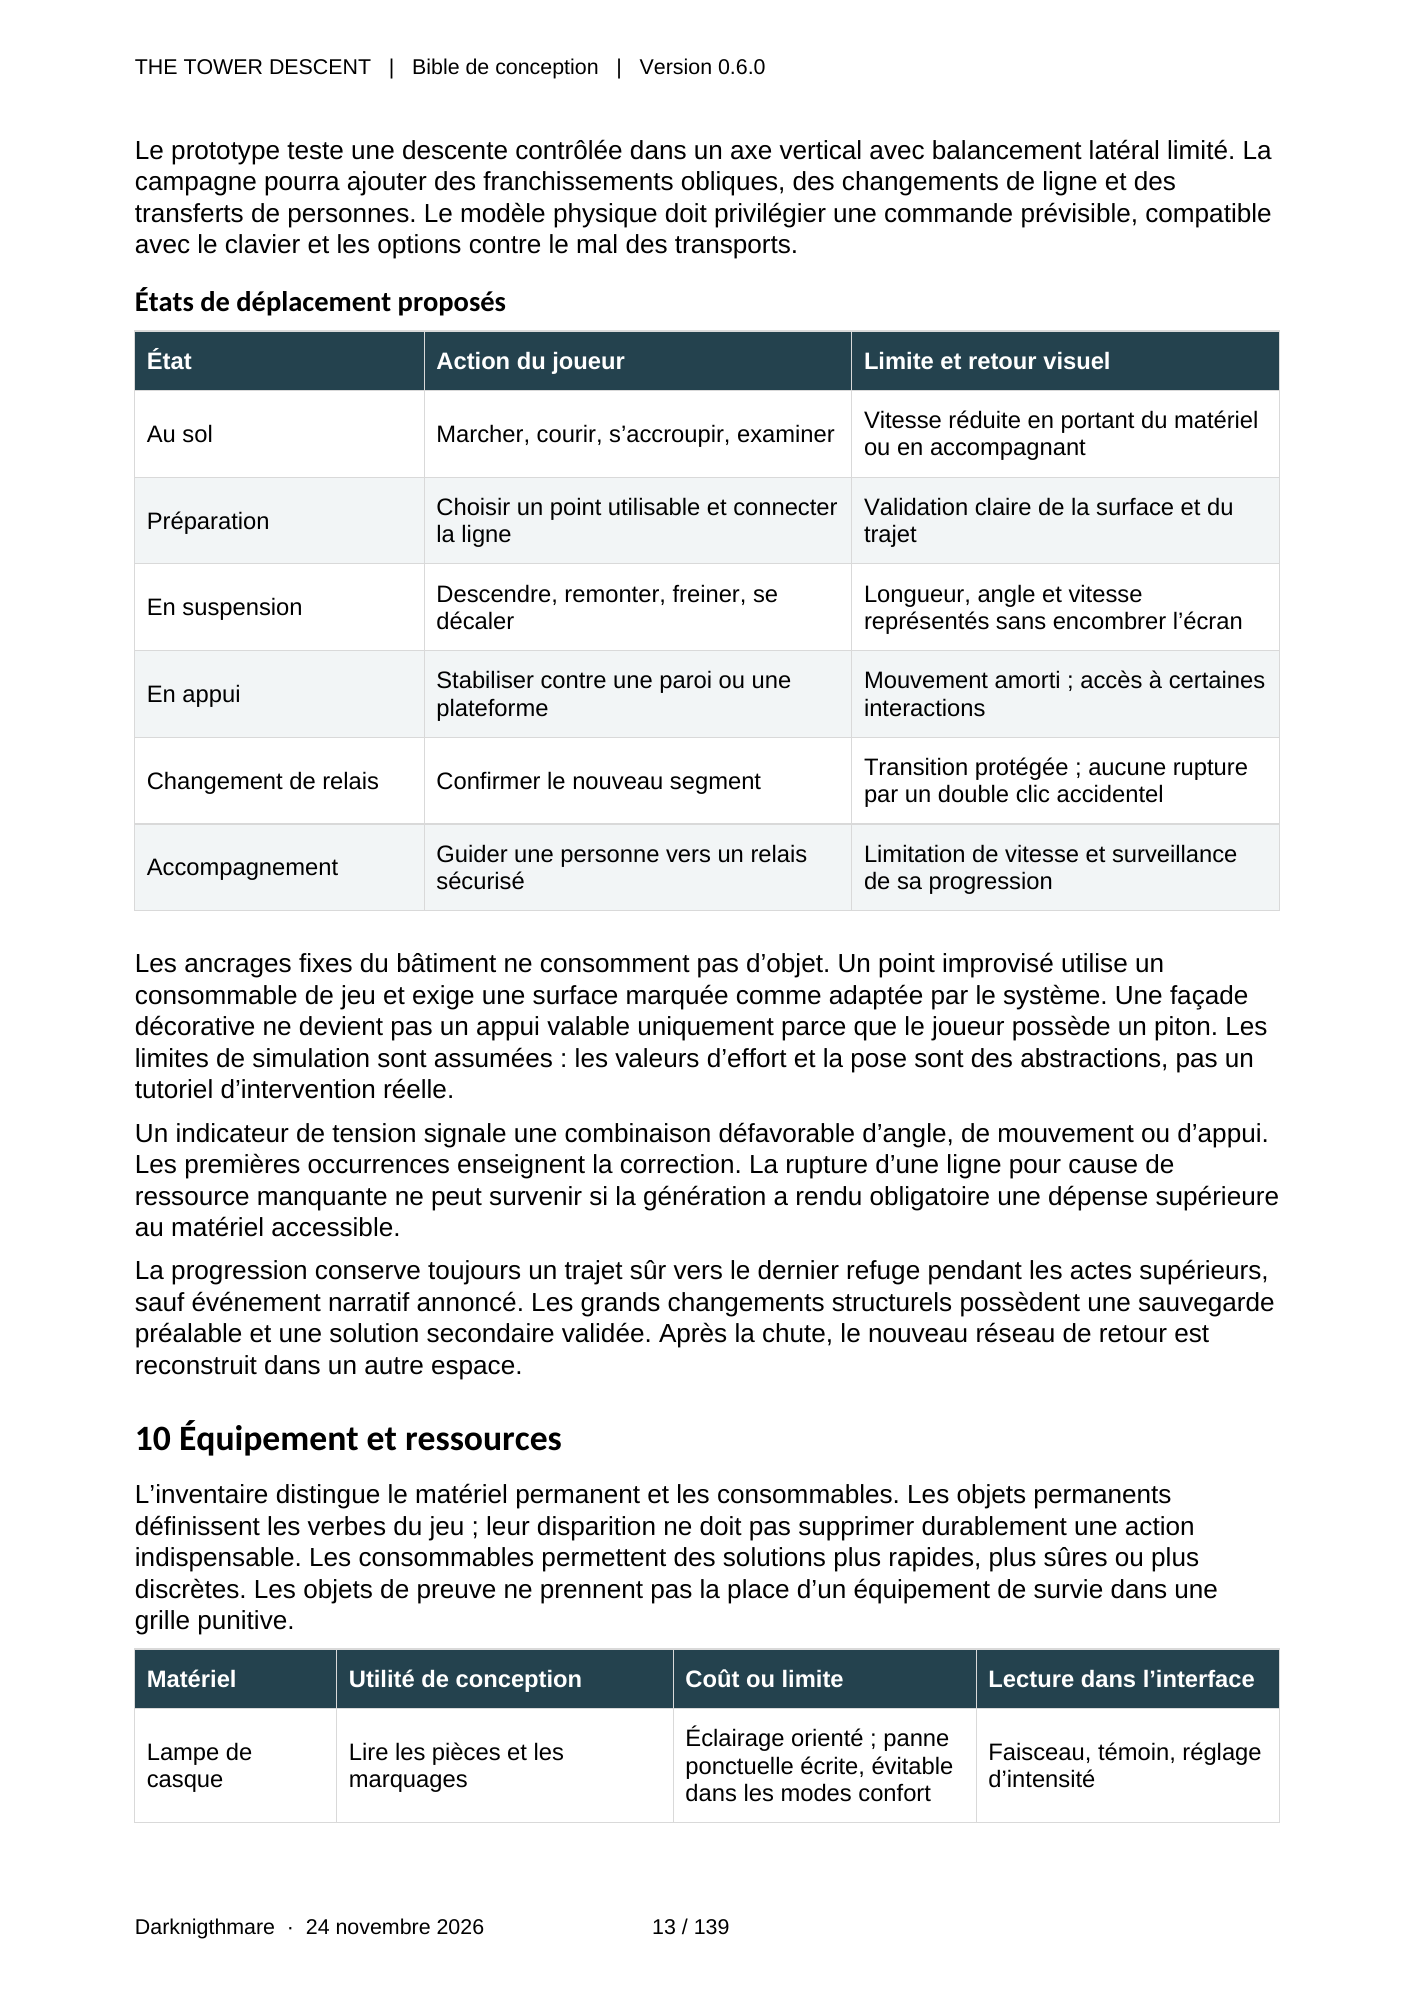 THE TOWER DESCENT | Bible de conception | Version 0.6.0
Le prototype teste une descente contrôlée dans un axe vertical avec balancement latéral limité. La
campagne pourra ajouter des franchissements obliques, des changements de ligne et des
transferts de personnes. Le modèle physique doit privilégier une commande prévisible, compatible
avec le clavier et les options contre le mal des transports.
États de déplacement proposés
État
Action du joueur
Limite et retour visuel
Au sol
Marcher, courir, s’accroupir, examiner
Vitesse réduite en portant du matériel
ou en accompagnant
Préparation
Choisir un point utilisable et connecter
la ligne
Validation claire de la surface et du
trajet
En suspension
Descendre, remonter, freiner, se
décaler
Longueur, angle et vitesse
représentés sans encombrer l’écran
En appui
Stabiliser contre une paroi ou une
plateforme
Mouvement amorti ; accès à certaines
interactions
Changement de relais
Confirmer le nouveau segment
Transition protégée ; aucune rupture
par un double clic accidentel
Accompagnement
Guider une personne vers un relais
sécurisé
Limitation de vitesse et surveillance
de sa progression
Les ancrages fixes du bâtiment ne consomment pas d’objet. Un point improvisé utilise un
consommable de jeu et exige une surface marquée comme adaptée par le système. Une façade
décorative ne devient pas un appui valable uniquement parce que le joueur possède un piton. Les
limites de simulation sont assumées : les valeurs d’effort et la pose sont des abstractions, pas un
tutoriel d’intervention réelle.
Un indicateur de tension signale une combinaison défavorable d’angle, de mouvement ou d’appui.
Les premières occurrences enseignent la correction. La rupture d’une ligne pour cause de
ressource manquante ne peut survenir si la génération a rendu obligatoire une dépense supérieure
au matériel accessible.
La progression conserve toujours un trajet sûr vers le dernier refuge pendant les actes supérieurs,
sauf événement narratif annoncé. Les grands changements structurels possèdent une sauvegarde
préalable et une solution secondaire validée. Après la chute, le nouveau réseau de retour est
reconstruit dans un autre espace.
10 Équipement et ressources
L’inventaire distingue le matériel permanent et les consommables. Les objets permanents
définissent les verbes du jeu ; leur disparition ne doit pas supprimer durablement une action
indispensable. Les consommables permettent des solutions plus rapides, plus sûres ou plus
discrètes. Les objets de preuve ne prennent pas la place d’un équipement de survie dans une
grille punitive.
Matériel
Utilité de conception
Coût ou limite
Lecture dans l’interface
Lampe de
casque
Lire les pièces et les
marquages
Éclairage orienté ; panne
ponctuelle écrite, évitable
dans les modes confort
Faisceau, témoin, réglage
d’intensité
Darknigthmare · 24 novembre 2026
13 / 139